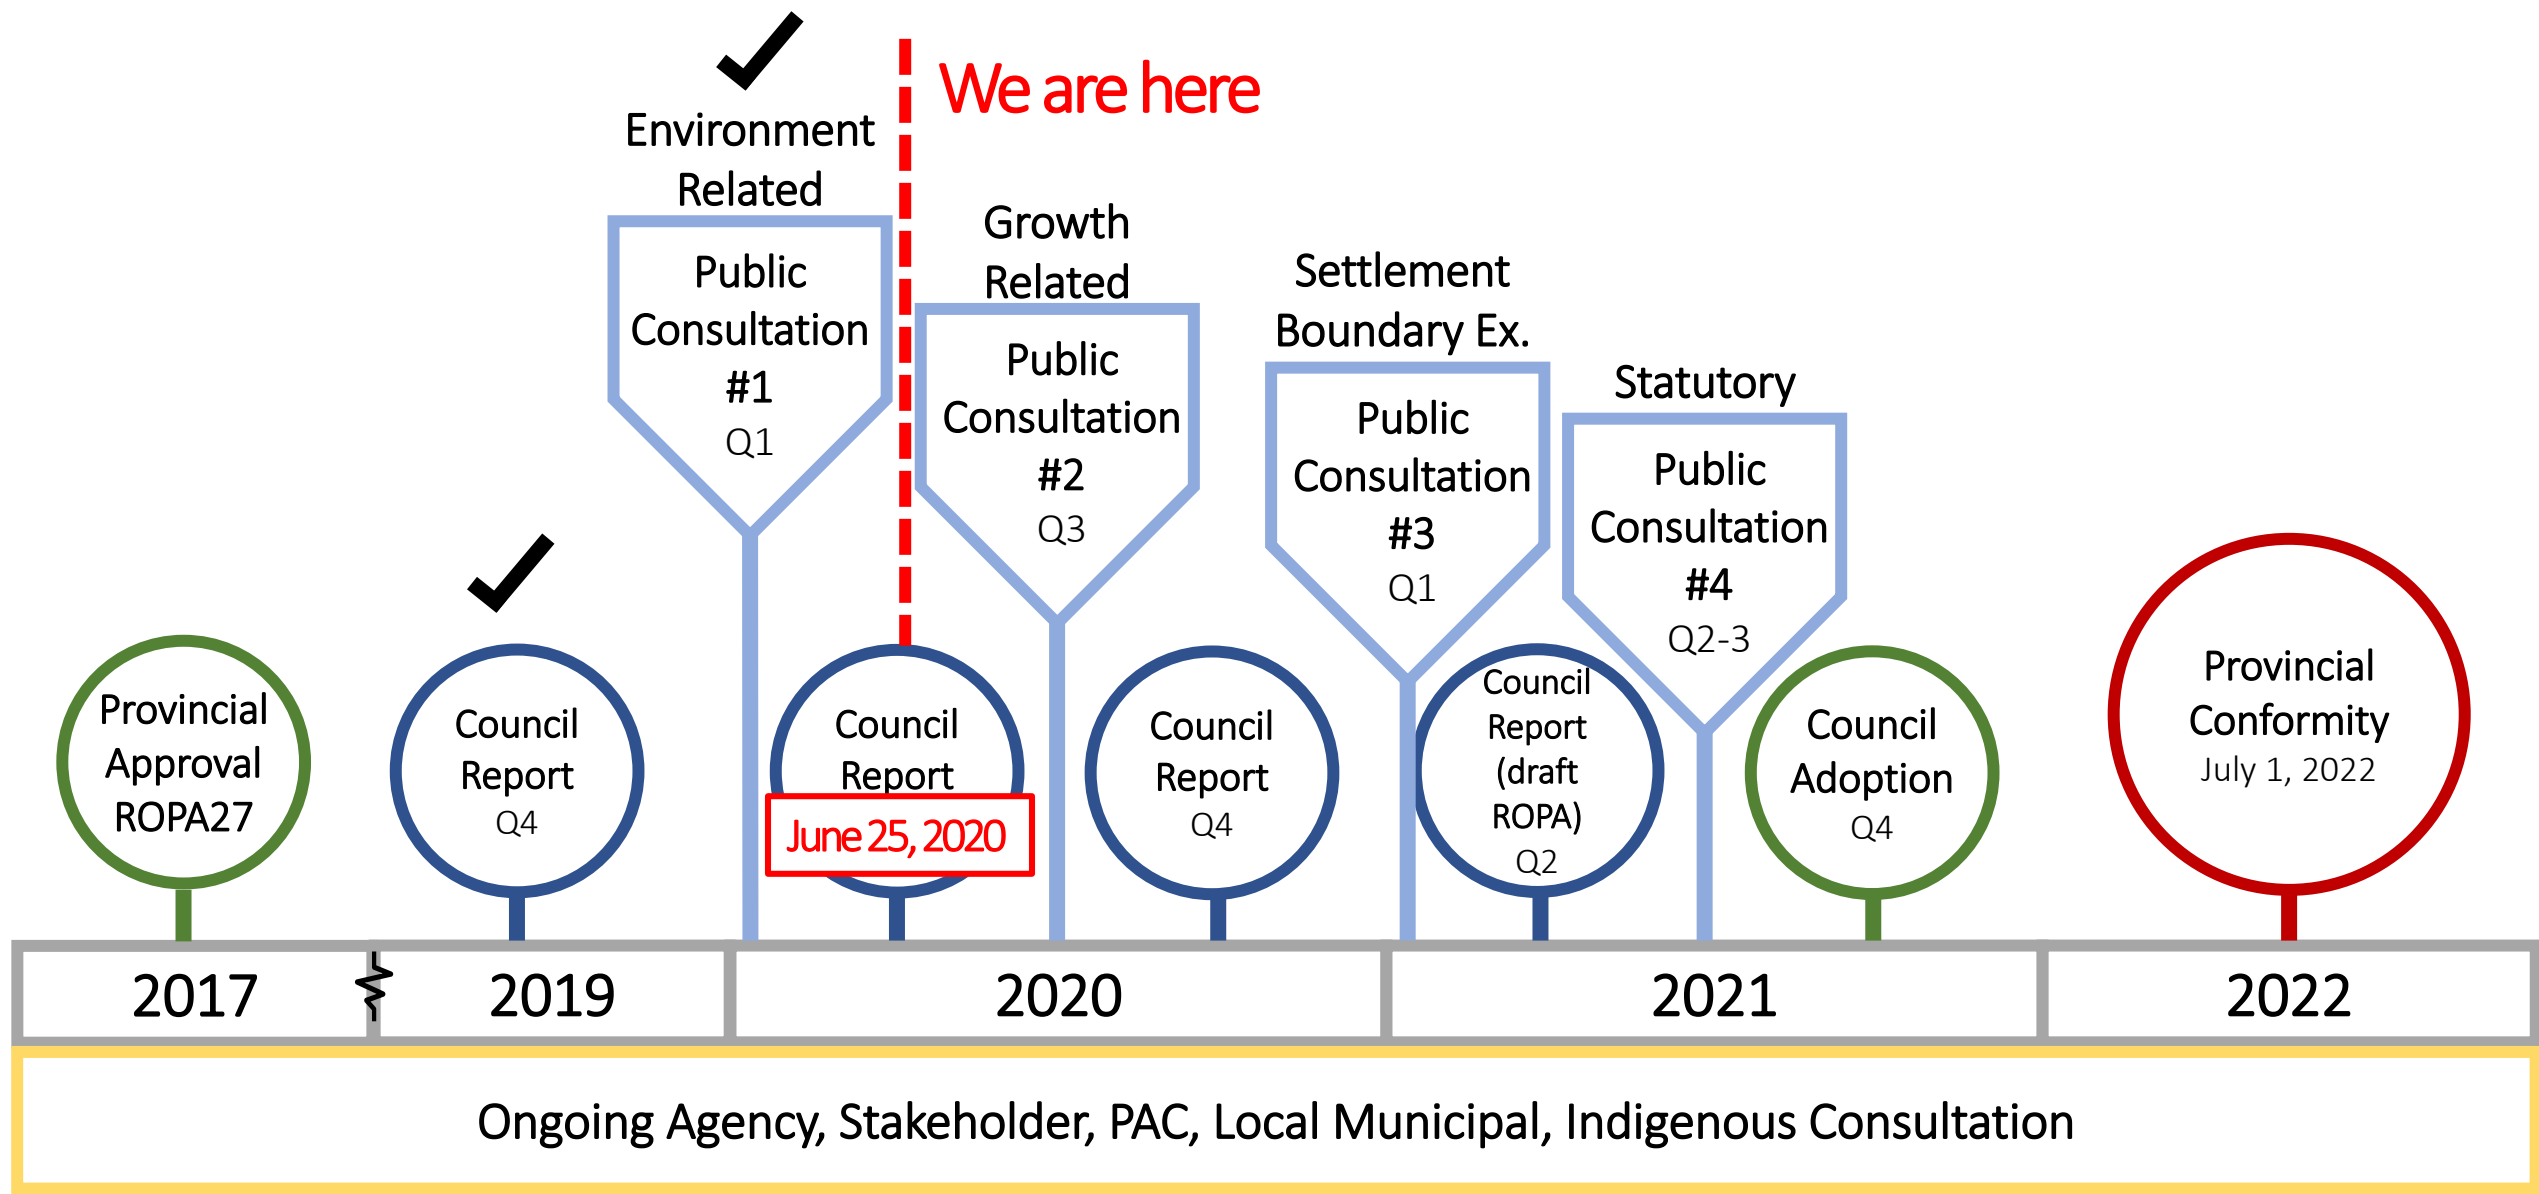 We are here
Environment
Related
Public
Consultation
#1
Q1
Growth
Related
Public
Consultation
#2
Q3
Settlement
Boundary Ex.
Public
Consultation
#3
Q1
Statutory
Public
Consultation
#4
Q2-3
Provincial
Approval
ROPA27
Council
Report
Q4
Council
Report
June 25, 2020
Council
Report
Q4
Council
Report
(draft
ROPA)
Q2
Council
Adoption
Q4
Provincial
Conformity
July 1, 2022
2017
2019
2020
2021
2022
Ongoing Agency, Stakeholder, PAC, Local Municipal, Indigenous Consultation